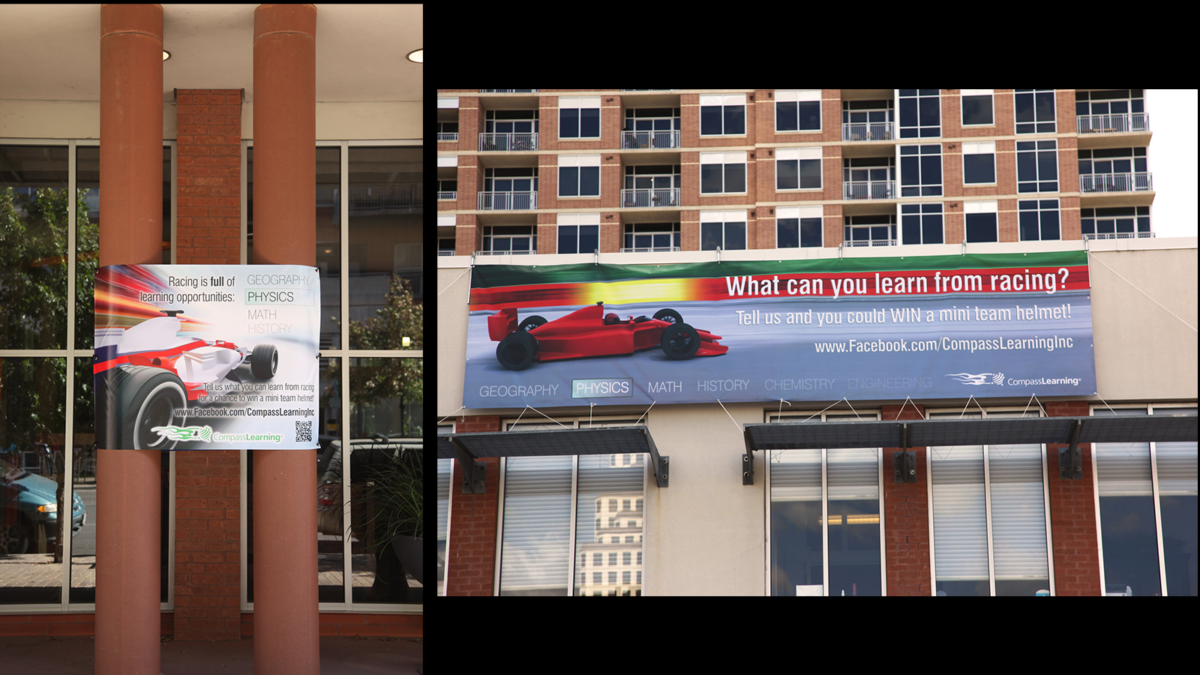 Racing is full of
learning opportunities:
GEOGRAPHY
PHYSICS
MATH
HISTORY
Tell us what you can learn from racing
for a chance to win a mini team helmet
www.Facebook.com/CompassLearningInc
CompassLearning®
What can you learn from racing?
Tell us and you could WIN a mini team helmet!
www.Facebook.com/CompassLearningInc
GEOGRAPHY PHYSICS MATH HISTORY CHEMISTRY ENGINEERING
CompassLearning®